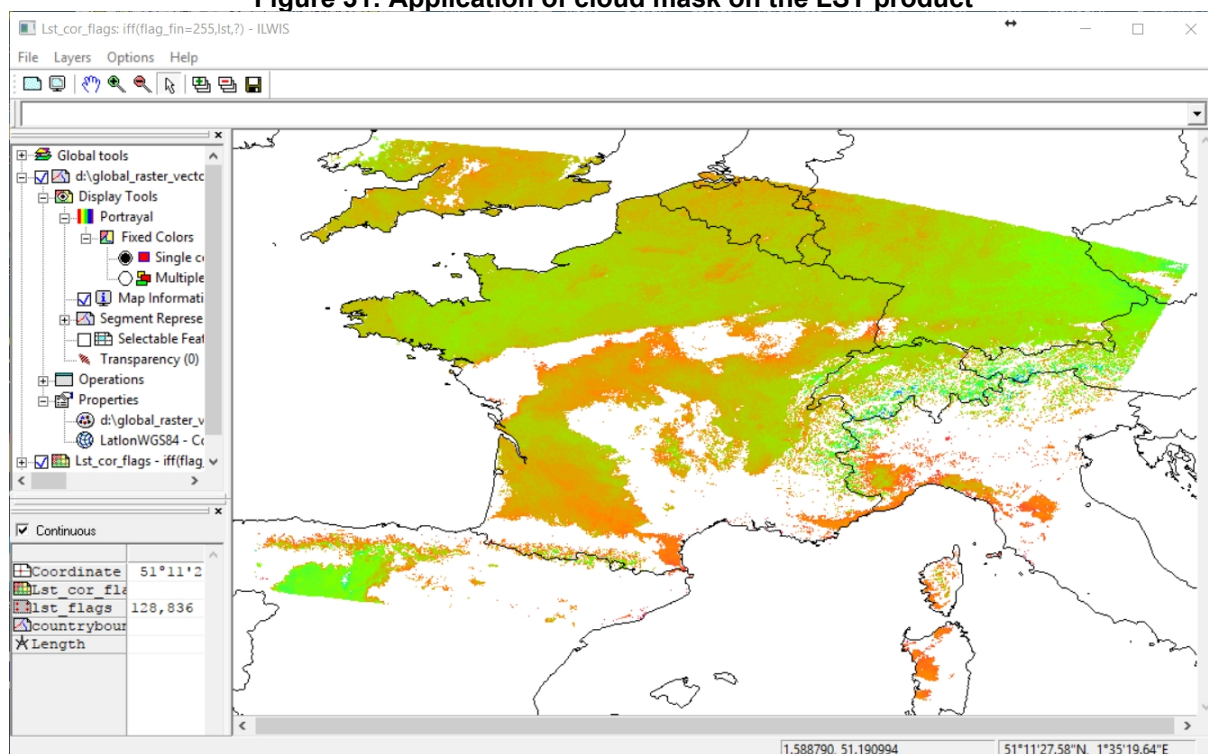 Figure 31: Application of cloud mask on the LST product
Lst_cor_flags: iff(flag_fin=255,lst,?) - ILWIS
File Layers Options Help
Global tools
d:\global_raster_vectc
Display Tools
Portrayal
Fixed Colors
Single co
Multiple
Map Informati
Segment Represe
Selectable Feat
Transparency (0)
Operations
Properties
d:\global_raster_v
LatlonWGS84 - Co
Lst_cor_flags - iff(flag_
Continuous
Coordinate 51°11'2
Lst_cor_fla
lst_flags 128,836
countrybour
Length
1.588790, 51.190994 51°11'27.58"N, 1°35'19.64"E